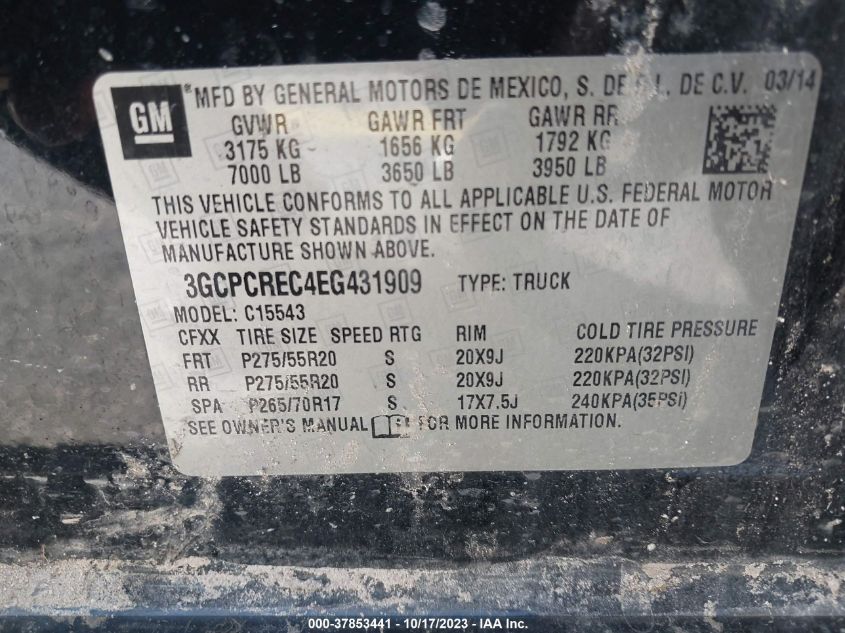 GM ®MFD BY GENERAL MOTORS DE MEXICO, S. DE R.L. DE C.V. 03/14
GVWR GAWR FRT GAWR RR
3175 KG 1656 KG 1792 KG
7000 LB 3650 LB 3950 LB
THIS VEHICLE CONFORMS TO ALL APPLICABLE U.S. FEDERAL MOTOR
VEHICLE SAFETY STANDARDS IN EFFECT ON THE DATE OF
MANUFACTURE SHOWN ABOVE.
3GCPCREC4EG431909 TYPE: TRUCK
MODEL: C15543
CFXX TIRE SIZE SPEED RTG RIM COLD TIRE PRESSURE
FRT P275/55R20 S 20X9J 220KPA(32PSI)
RR P275/55R20 S 20X9J 220KPA(32PSI)
SPA P265/70R17 S 17X7.5J 240KPA(35PSI)
SEE OWNER'S MANUAL FOR MORE INFORMATION.
000-37853441 - 10/17/2023 - IAA Inc.